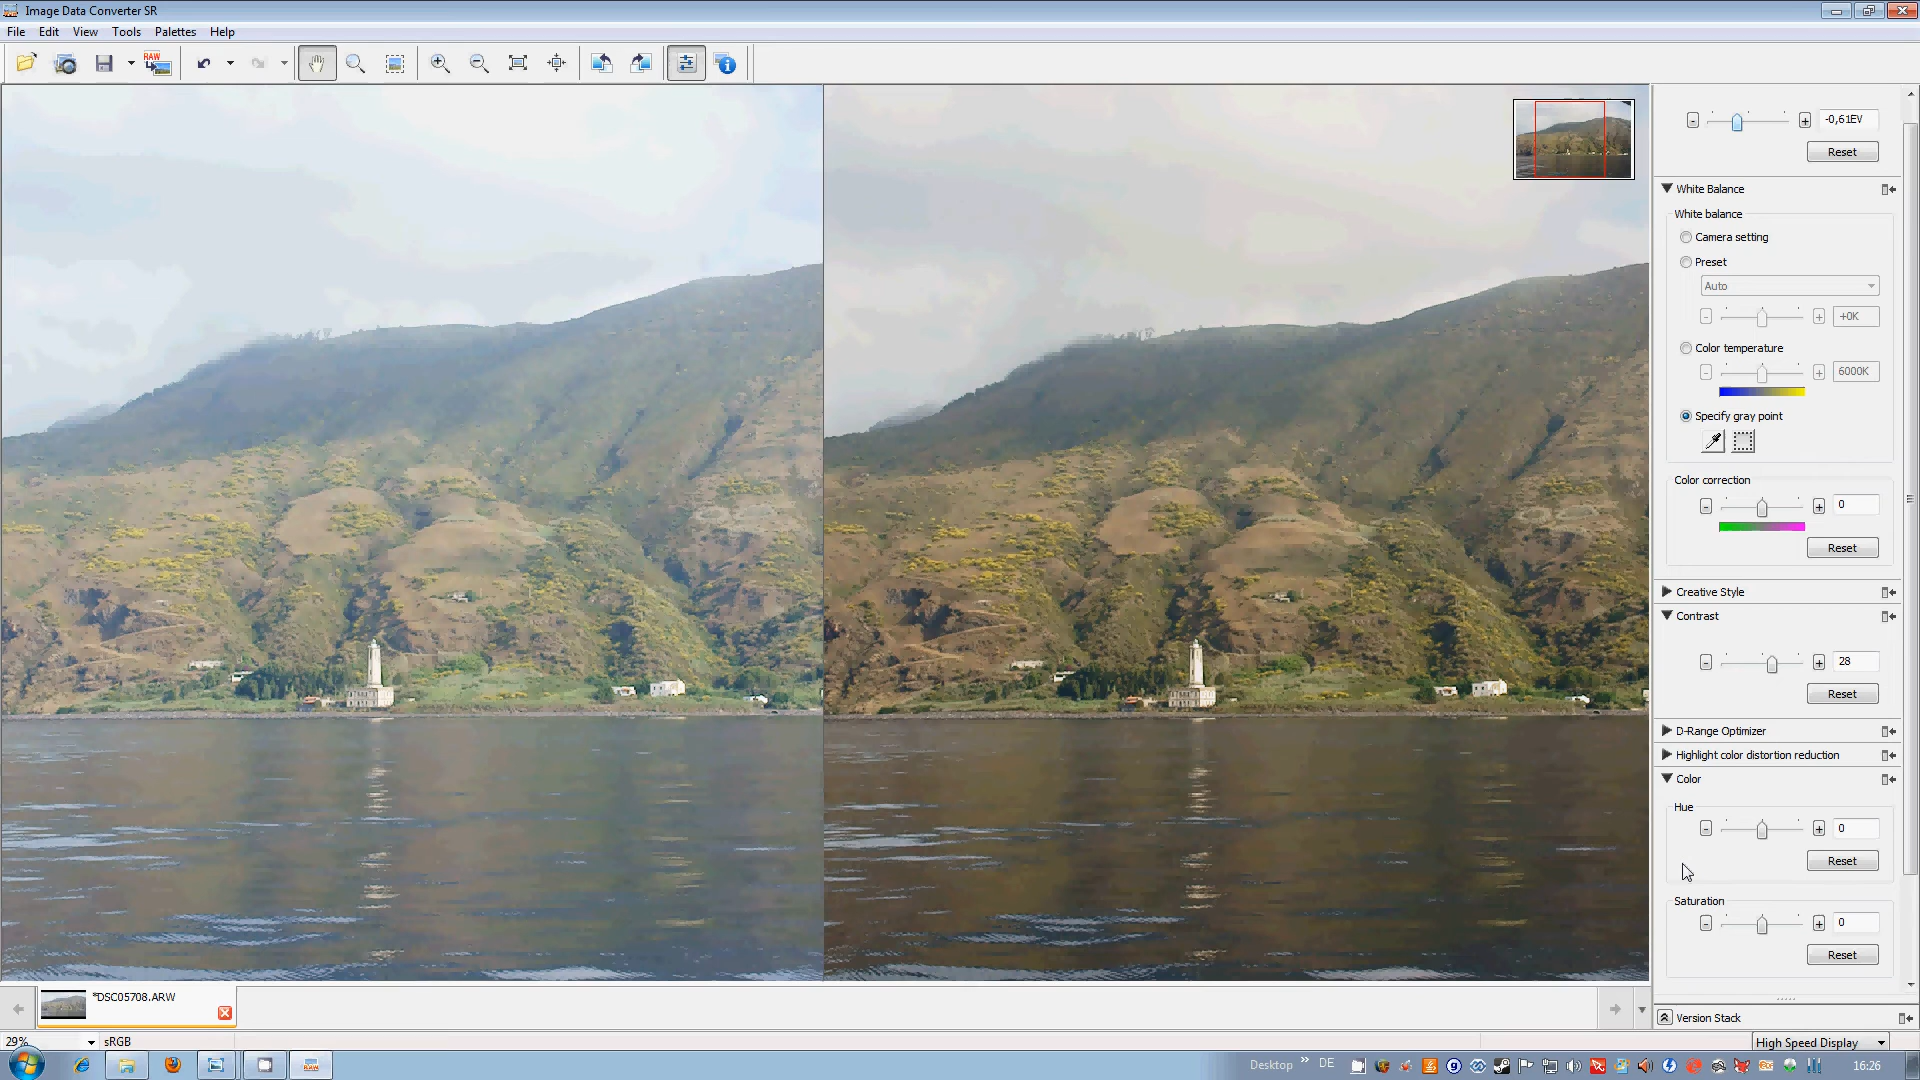 Image Data Converter SR
File Edit View Tools Palettes Help
RAW
-0,61EV
Reset
White Balance
White balance
Camera setting
Preset
Auto
+0K
Color temperature
6000K
Specify gray point
Color correction
0
Reset
Creative Style
Contrast
28
Reset
D-Range Optimizer
Highlight color distortion reduction
Color
Hue
0
Reset
Saturation
0
Reset
*DSC05708.ARW
Version Stack
29% sRGB
High Speed Display
RAW
Desktop DE 16:26